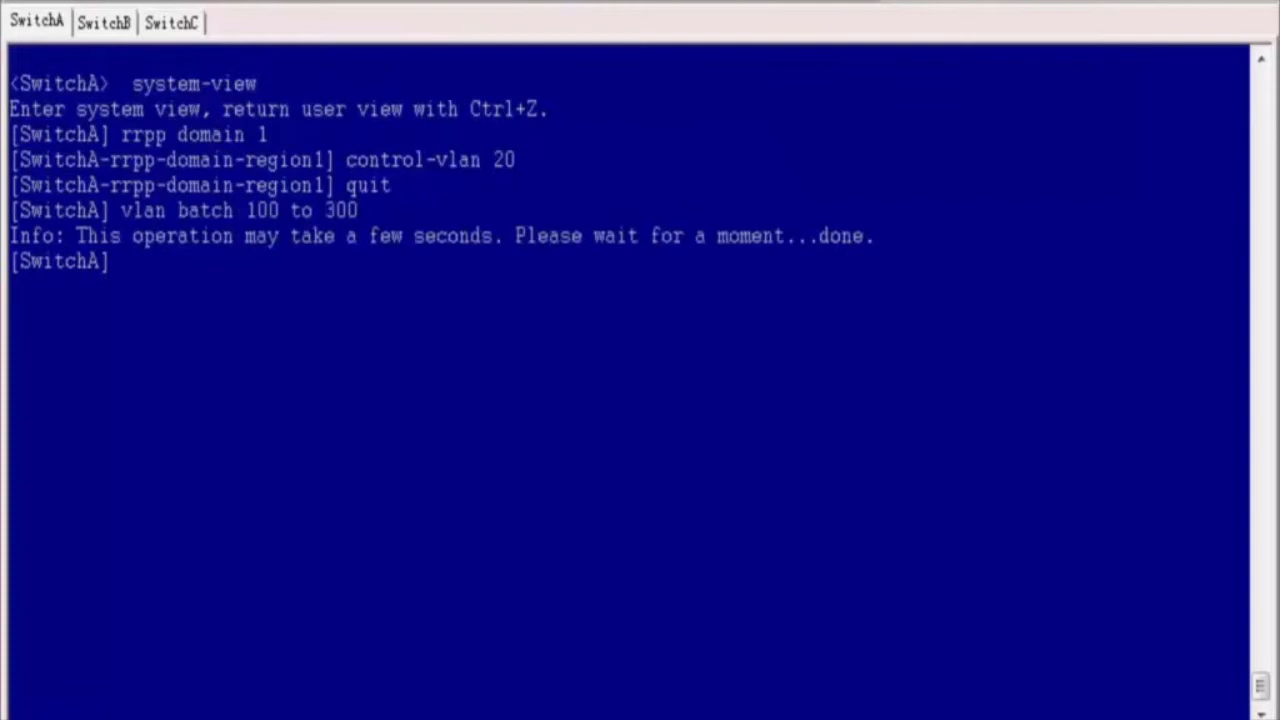 SwitchA SwitchB SwitchC
<SwitchA> system-view
Enter system view, return user view with Ctrl+Z.
[SwitchA] rrpp domain 1
[SwitchA-rrpp-domain-region1] control-vlan 20
[SwitchA-rrpp-domain-region1] quit
[SwitchA] vlan batch 100 to 300
Info: This operation may take a few seconds. Please wait for a moment...done.
[SwitchA]